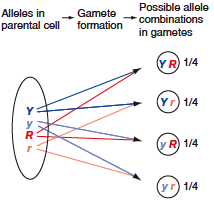 Alleles in
parental cell
Gamete
formation
Possible allele
combinations
in gametes
Y
y
R
r
Y R 1/4
Y r 1/4
y R 1/4
y r 1/4